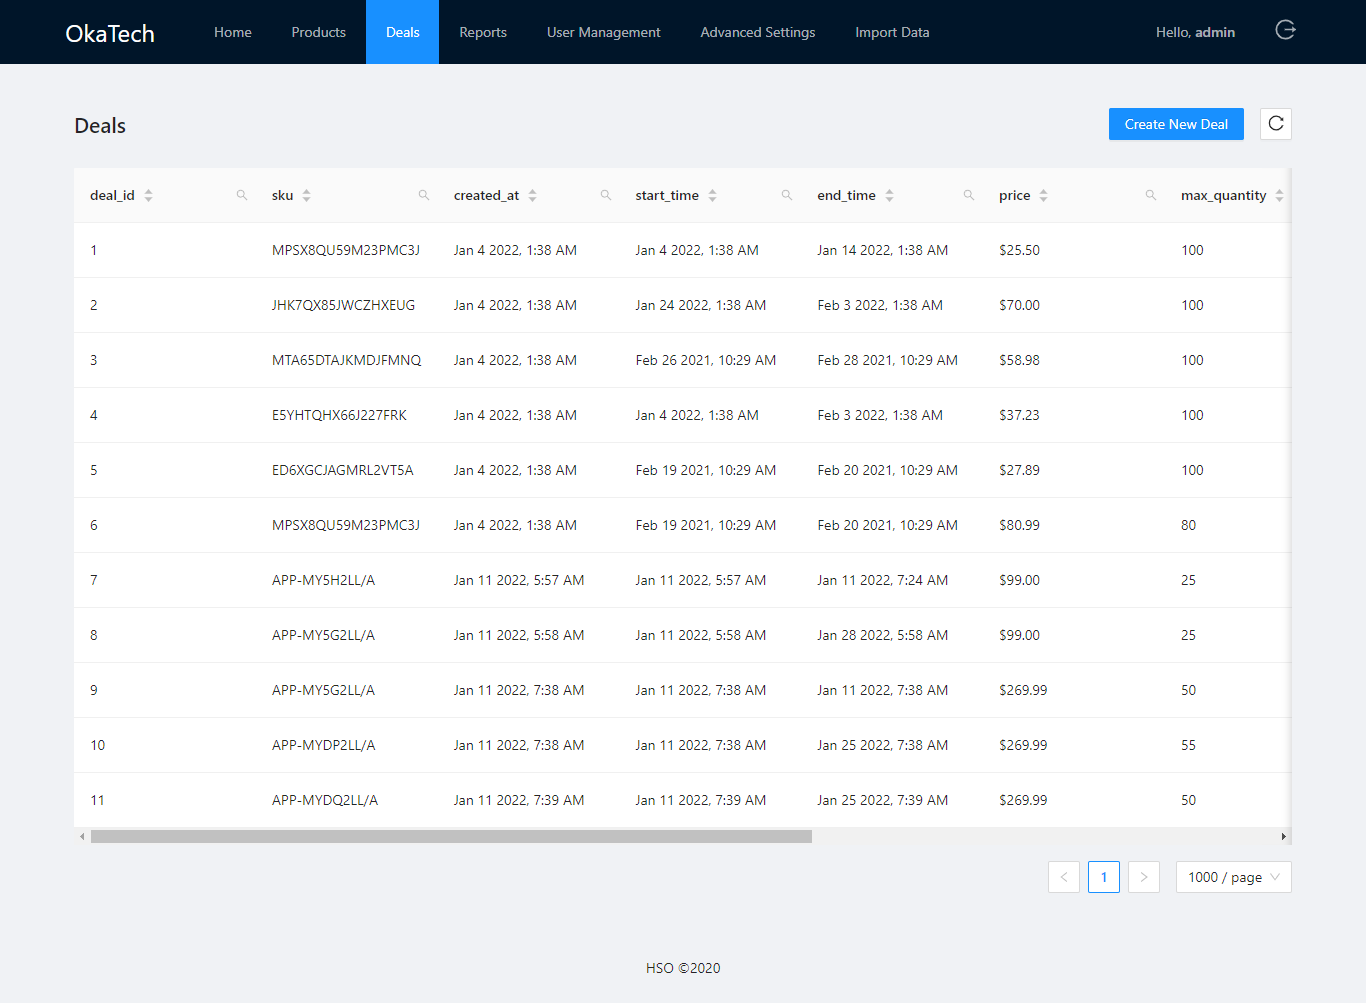 OkaTech Home Products Deals Reports User Management Advanced Settings Import Data Hello, admin
Deals Create New Deal
deal_id sku created_at start_time end_time price max_quantity
1 MPSX8QU59M23PMC3J Jan 4 2022, 1:38 AM Jan 4 2022, 1:38 AM Jan 14 2022, 1:38 AM $25.50 100
2 JHK7QX85JWCZHXEUG Jan 4 2022, 1:38 AM Jan 24 2022, 1:38 AM Feb 3 2022, 1:38 AM $70.00 100
3 MTA65DTAJKMDJFMNQ Jan 4 2022, 1:38 AM Feb 26 2021, 10:29 AM Feb 28 2021, 10:29 AM $58.98 100
4 E5YHTQHX66J227FRK Jan 4 2022, 1:38 AM Jan 4 2022, 1:38 AM Feb 3 2022, 1:38 AM $37.23 100
5 ED6XGCJAGMRL2VT5A Jan 4 2022, 1:38 AM Feb 19 2021, 10:29 AM Feb 20 2021, 10:29 AM $27.89 100
6 MPSX8QU59M23PMC3J Jan 4 2022, 1:38 AM Feb 19 2021, 10:29 AM Feb 20 2021, 10:29 AM $80.99 80
7 APP-MY5H2LL/A Jan 11 2022, 5:57 AM Jan 11 2022, 5:57 AM Jan 11 2022, 7:24 AM $99.00 25
8 APP-MY5G2LL/A Jan 11 2022, 5:58 AM Jan 11 2022, 5:58 AM Jan 28 2022, 5:58 AM $99.00 25
9 APP-MY5G2LL/A Jan 11 2022, 7:38 AM Jan 11 2022, 7:38 AM Jan 11 2022, 7:38 AM $269.99 50
10 APP-MYDP2LL/A Jan 11 2022, 7:38 AM Jan 11 2022, 7:38 AM Jan 25 2022, 7:38 AM $269.99 55
11 APP-MYDQ2LL/A Jan 11 2022, 7:39 AM Jan 11 2022, 7:39 AM Jan 25 2022, 7:39 AM $269.99 50
1 1000 / page
HSO ©2020